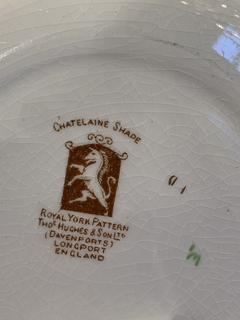 CHATELAINE SHADE
ROYAL YORK PATTERN
THOS HUGHES & SON LTD
(DAVENPORTS)
LONGPORT
ENGLAND